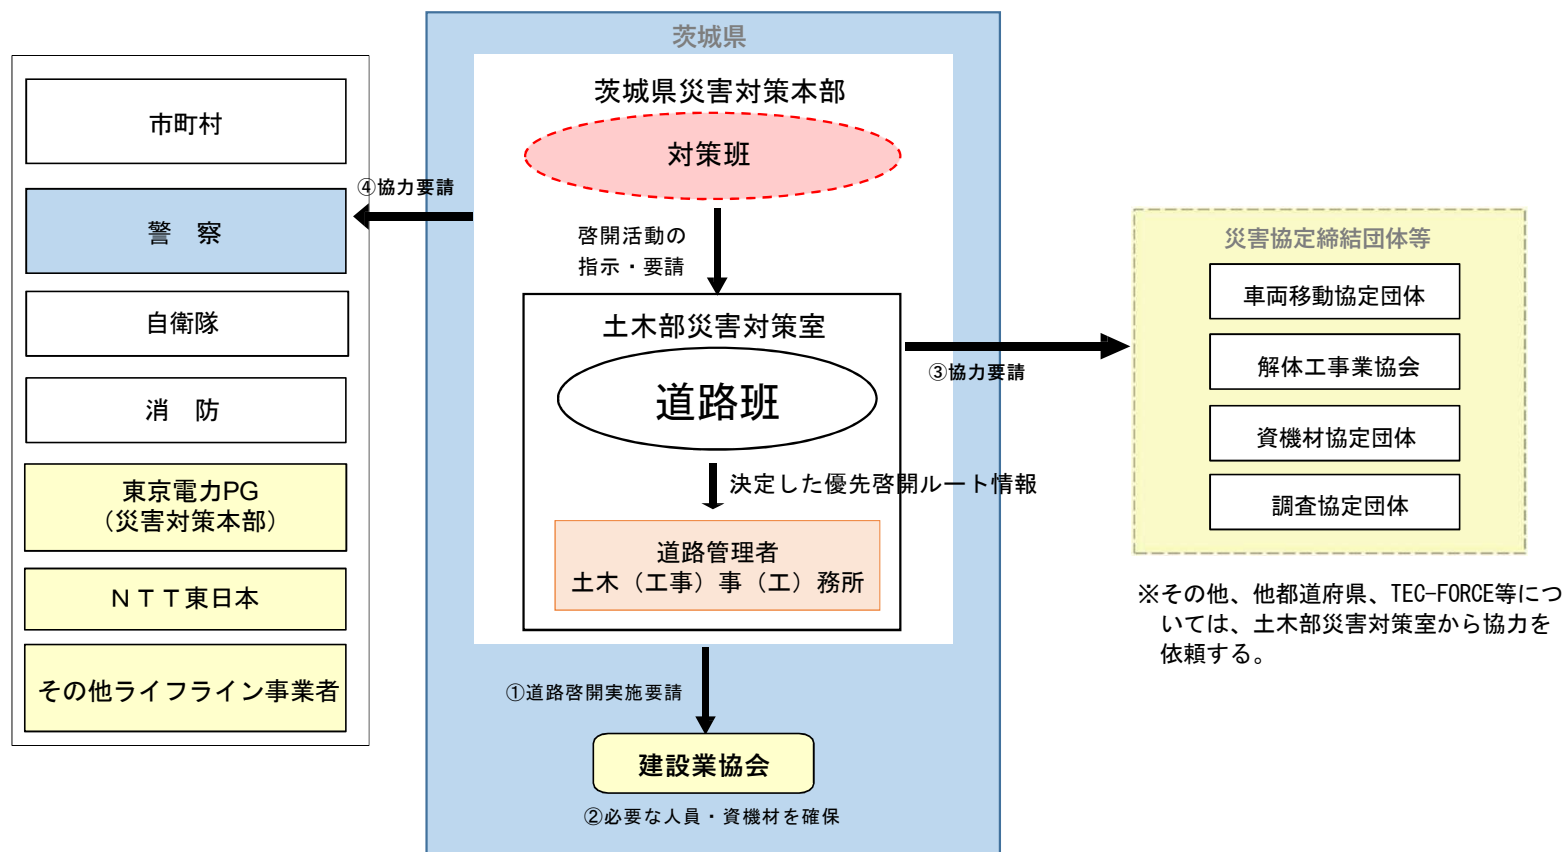 茨城県
茨城県災害対策本部
対策班
啓開活動の
指示・要請
土木部災害対策室
道路班
決定した優先啓開ルート情報
道路管理者
土木（工事）事（工）務所
①道路啓開実施要請
建設業協会
②必要な人員・資機材を確保
④協力要請
市町村
警　察
自衛隊
消　防
東京電力PG
（災害対策本部）
ＮＴＴ東日本
その他ライフライン事業者
③協力要請
災害協定締結団体等
車両移動協定団体
解体工事業協会
資機材協定団体
調査協定団体
※その他、他都道府県、TEC-FORCE等につ
いては、土木部災害対策室から協力を
依頼する。